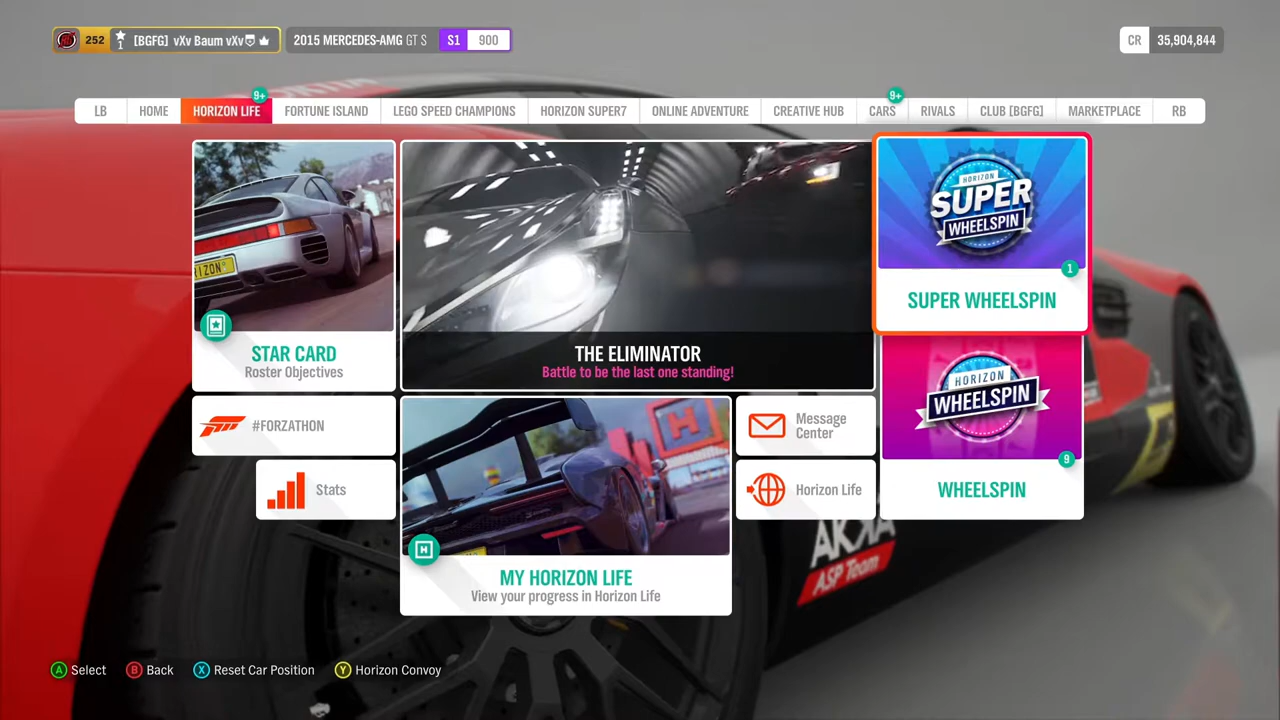 252
1
[BGFG] vXv Baum vXv
2015 MERCEDES-AMG GT S
S1
900
CR
35,904,844
9+
9+
LB
HOME
HORIZON LIFE
FORTUNE ISLAND
LEGO SPEED CHAMPIONS
HORIZON SUPER7
ONLINE ADVENTURE
CREATIVE HUB
CARS
RIVALS
CLUB [BGFG]
MARKETPLACE
RB
STAR CARD
Roster Objectives
THE ELIMINATOR
Battle to be the last one standing!
HORIZON
SUPER
WHEELSPIN
1
SUPER WHEELSPIN
#FORZATHON
Stats
H
H
MY HORIZON LIFE
View your progress in Horizon Life
Message
Center
Horizon Life
HORIZON
WHEELSPIN
9
WHEELSPIN
AKKA
ASP Team
A Select
B Back
X Reset Car Position
Y Horizon Convoy